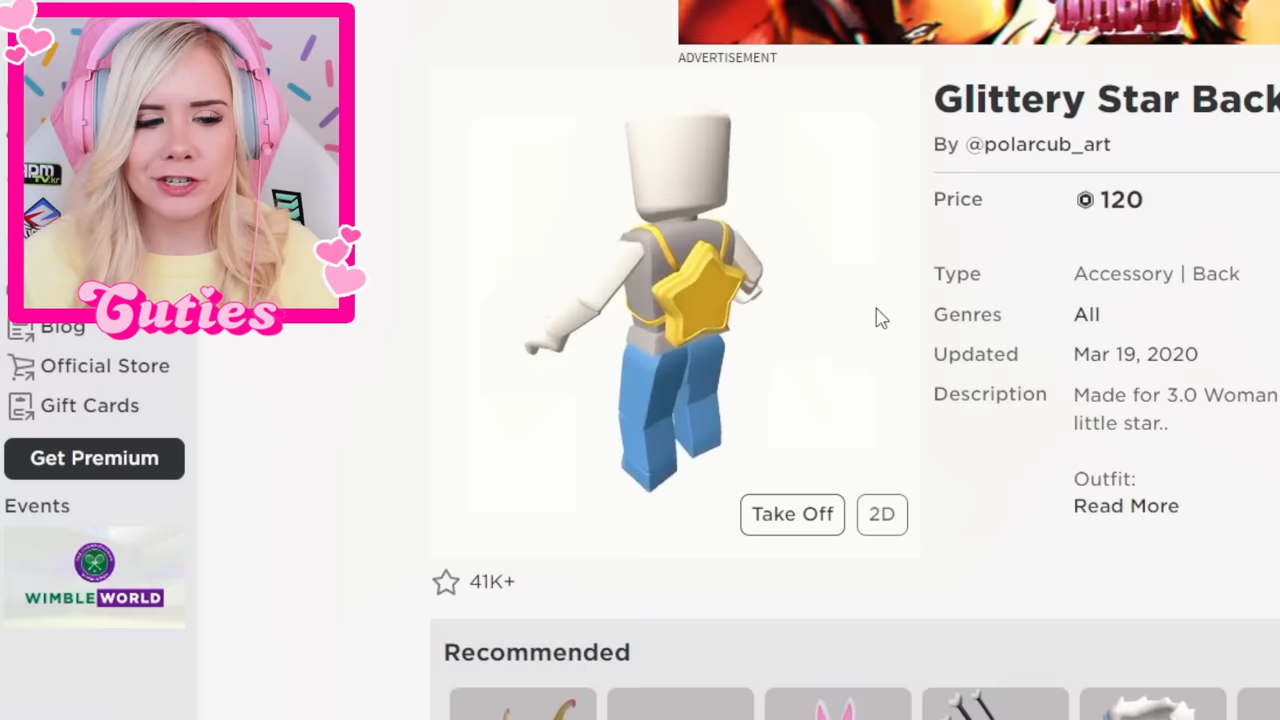 WORLD
ADVERTISEMENT
Glittery Star Back
By @polarcub_art
Price 120
Type Accessory | Back
Genres All
Updated Mar 19, 2020
Description Made for 3.0 Woman
little star..
Outfit:
Read More
Cuties
Blog
Official Store
Gift Cards
Get Premium
Events
WIMBLEWORLD
Take Off 2D
41K+
Recommended